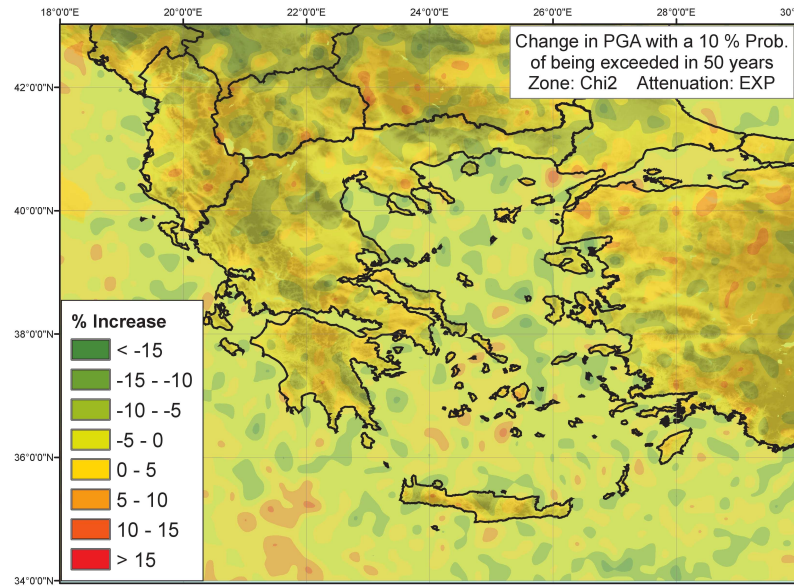 18°0'0"E 20°0'0"E 22°0'0"E 24°0'0"E 26°0'0"E 28°0'0"E 30°
Change in PGA with a 10 % Prob.
of being exceeded in 50 years
Zone: Chi2 Attenuation: EXP
42°0'0"N
40°0'0"N
38°0'0"N
36°0'0"N
34°0'0"N
% Increase
< -15
-15 - -10
-10 - -5
-5 - 0
0 - 5
5 - 10
10 - 15
> 15